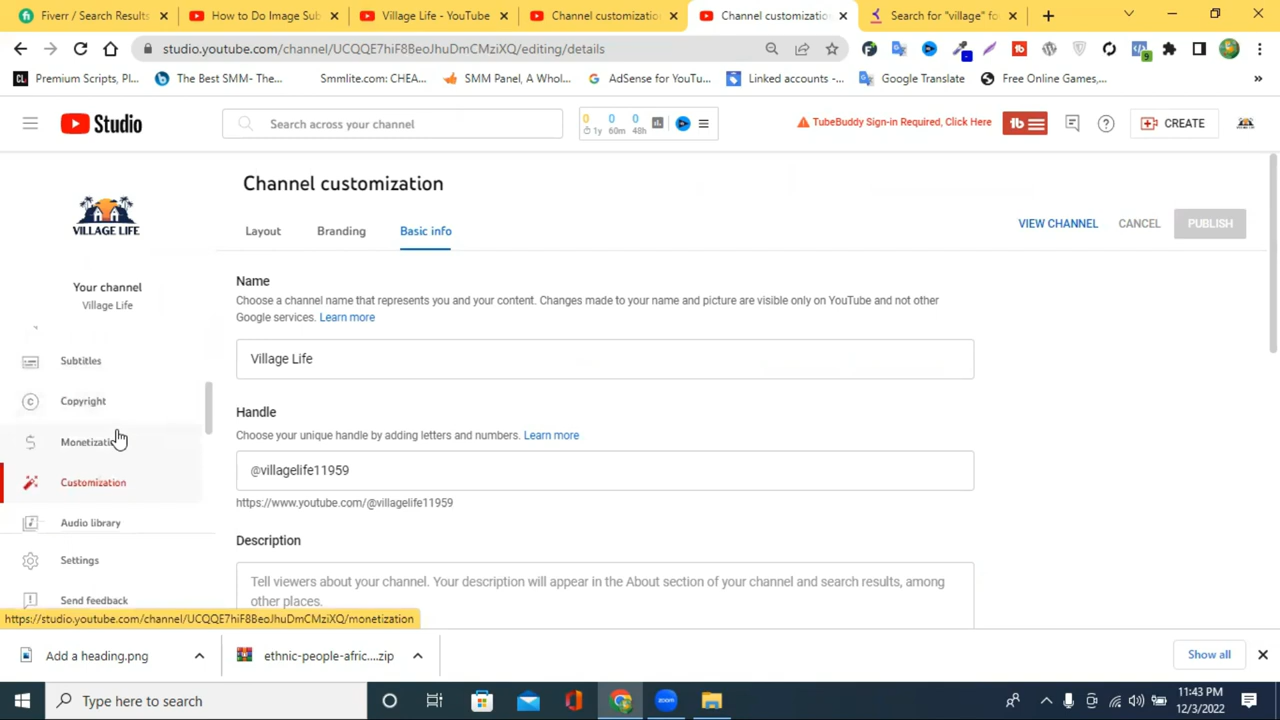 Fiverr / Search Results
How to Do Image Sub
Village Life - YouTube
Channel customizatio
Channel customizatio
Search for "village" fo
studio.youtube.com/channel/UCQQE7hiF8BeoJhuDmCMziXQ/editing/details
Premium Scripts, Pl...
The Best SMM- The...
Smmlite.com: CHEA...
SMM Panel, A Whol...
AdSense for YouTu...
Linked accounts -...
Google Translate
Free Online Games,...
»
Studio
Search across your channel
0 0 0
1y 60m 48h
TubeBuddy Sign-in Required, Click Here
CREATE
VILLAGE LIFE
Your channel
Village Life
Subtitles
Copyright
Monetizatio
Customization
Audio library
Settings
Send feedback
Channel customization
Layout
Branding
Basic info
VIEW CHANNEL
CANCEL
PUBLISH
Name
Choose a channel name that represents you and your content. Changes made to your name and picture are visible only on YouTube and not other
Google services. Learn more
Village Life
Handle
Choose your unique handle by adding letters and numbers. Learn more
@villagelife11959
https://www.youtube.com/@villagelife11959
Description
Tell viewers about your channel. Your description will appear in the About section of your channel and search results, among
other places.
https://studio.youtube.com/channel/UCQQE7hiF8BeoJhuDmCMziXQ/monetization
Add a heading.png
ethnic-people-afric....zip
Show all
Type here to search
11:43 PM
12/3/2022